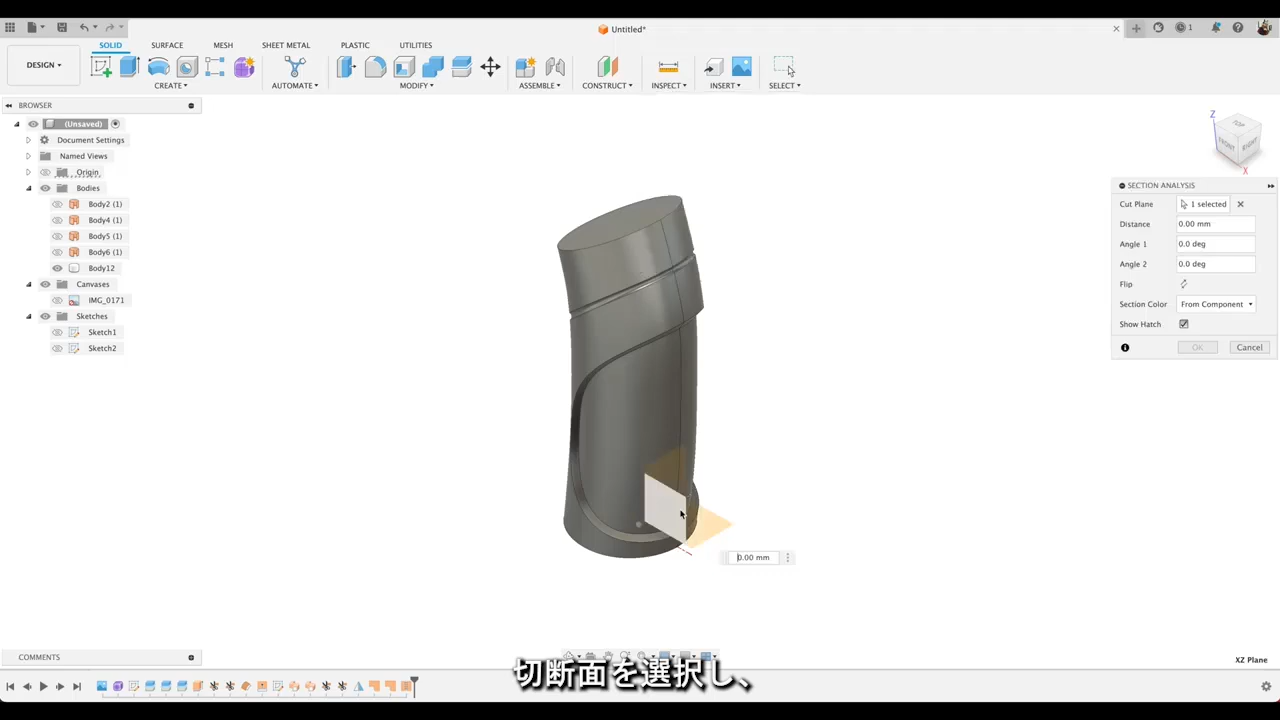 Untitled*
1
DESIGN
SOLID
SURFACE
MESH
SHEET METAL
PLASTIC
UTILITIES
CREATE
AUTOMATE
MODIFY
ASSEMBLE
CONSTRUCT
INSPECT
INSERT
SELECT
BROWSER
(Unsaved)
Document Settings
Named Views
Origin
Bodies
Body2 (1)
Body4 (1)
Body5 (1)
Body6 (1)
Body12
Canvases
IMG_0171
Sketches
Sketch1
Sketch2
Z
TOP
FRONT
RIGHT
X
SECTION ANALYSIS
Cut Plane
1 selected
Distance
0.00 mm
Angle 1
0.0 deg
Angle 2
0.0 deg
Flip
Section Color
From Component
Show Hatch
OK
Cancel
0.00 mm
COMMENTS
XZ Plane
切断面を選択し、